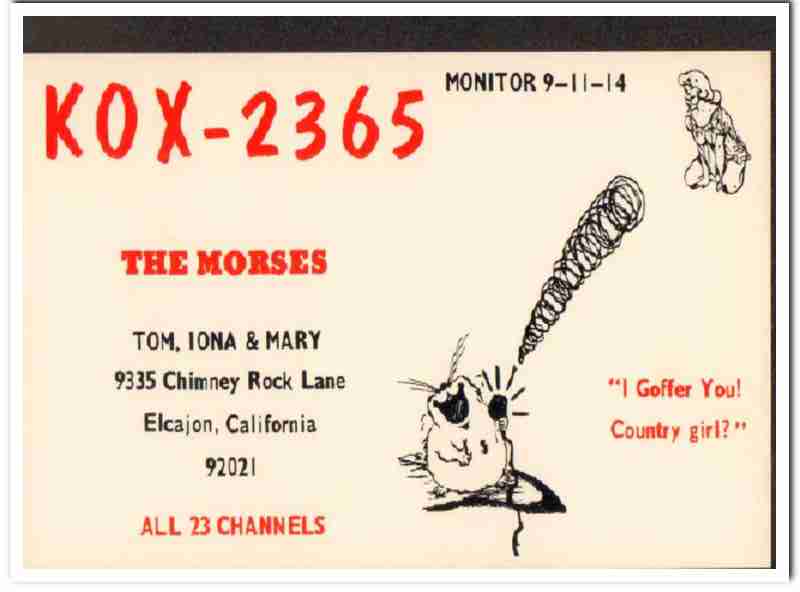 KOX-2365
MONITOR 9-11-14
THE MORSES
TOM, IONA & MARY
9335 Chimney Rock Lane
Elcajon, California
92021
ALL 23 CHANNELS
"I Goffer You!
Country girl?"